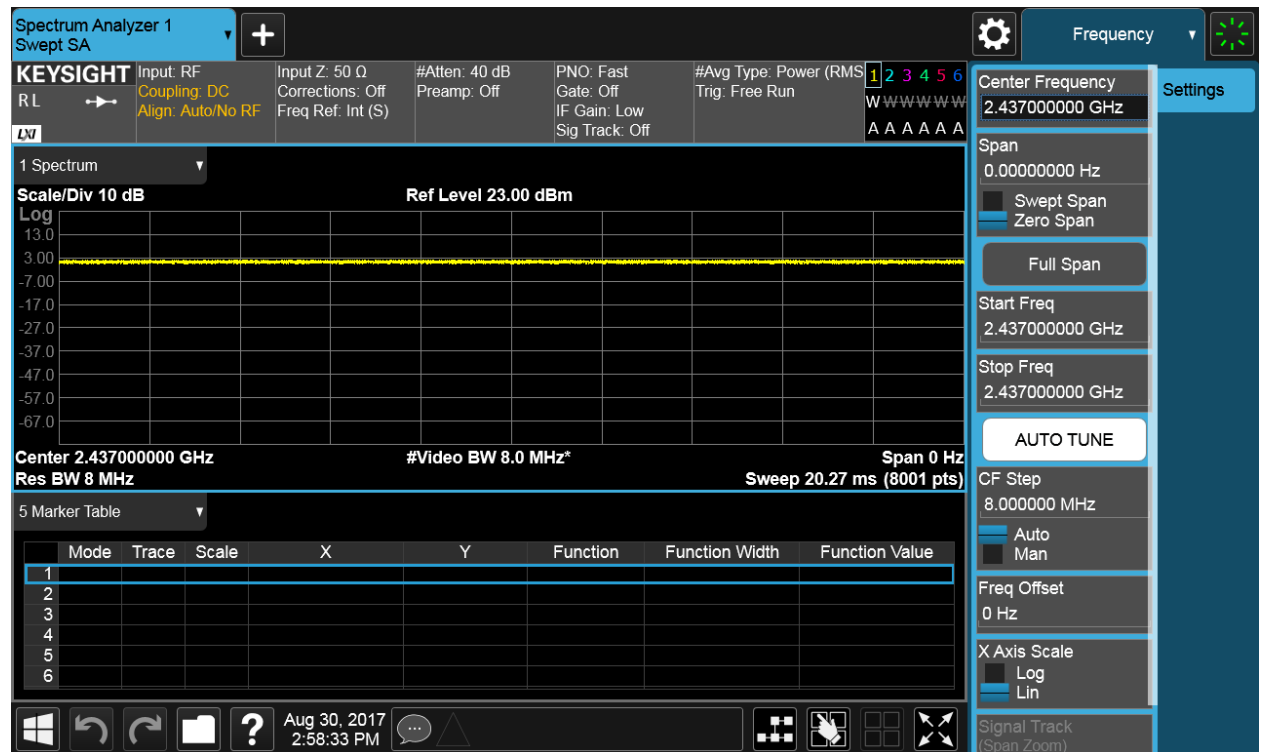 Spectrum Analyzer 1
Swept SA
+
Frequency
KEYSIGHT
RL
LXI
Input: RF
Coupling: DC
Align: Auto/No RF
Input Z: 50 Ω
Corrections: Off
Freq Ref: Int (S)
#Atten: 40 dB
Preamp: Off
PNO: Fast
Gate: Off
IF Gain: Low
Sig Track: Off
#Avg Type: Power (RMS
Trig: Free Run
1 2 3 4 5 6
W W W W W W
A A A A A A
1 Spectrum
Scale/Div 10 dB
Ref Level 23.00 dBm
Log
13.0
3.00
-7.00
-17.0
-27.0
-37.0
-47.0
-57.0
-67.0
Center 2.437000000 GHz
#Video BW 8.0 MHz*
Span 0 Hz
Res BW 8 MHz
Sweep 20.27 ms (8001 pts)
5 Marker Table
Mode Trace Scale X Y Function Function Width Function Value
1
2
3
4
5
6
Aug 30, 2017
2:58:33 PM
?
Center Frequency
2.437000000 GHz
Settings
Span
0.00000000 Hz
Swept Span
Zero Span
Full Span
Start Freq
2.437000000 GHz
Stop Freq
2.437000000 GHz
AUTO TUNE
CF Step
8.000000 MHz
Auto
Man
Freq Offset
0 Hz
X Axis Scale
Log
Lin
Signal Track
(Span Zoom)